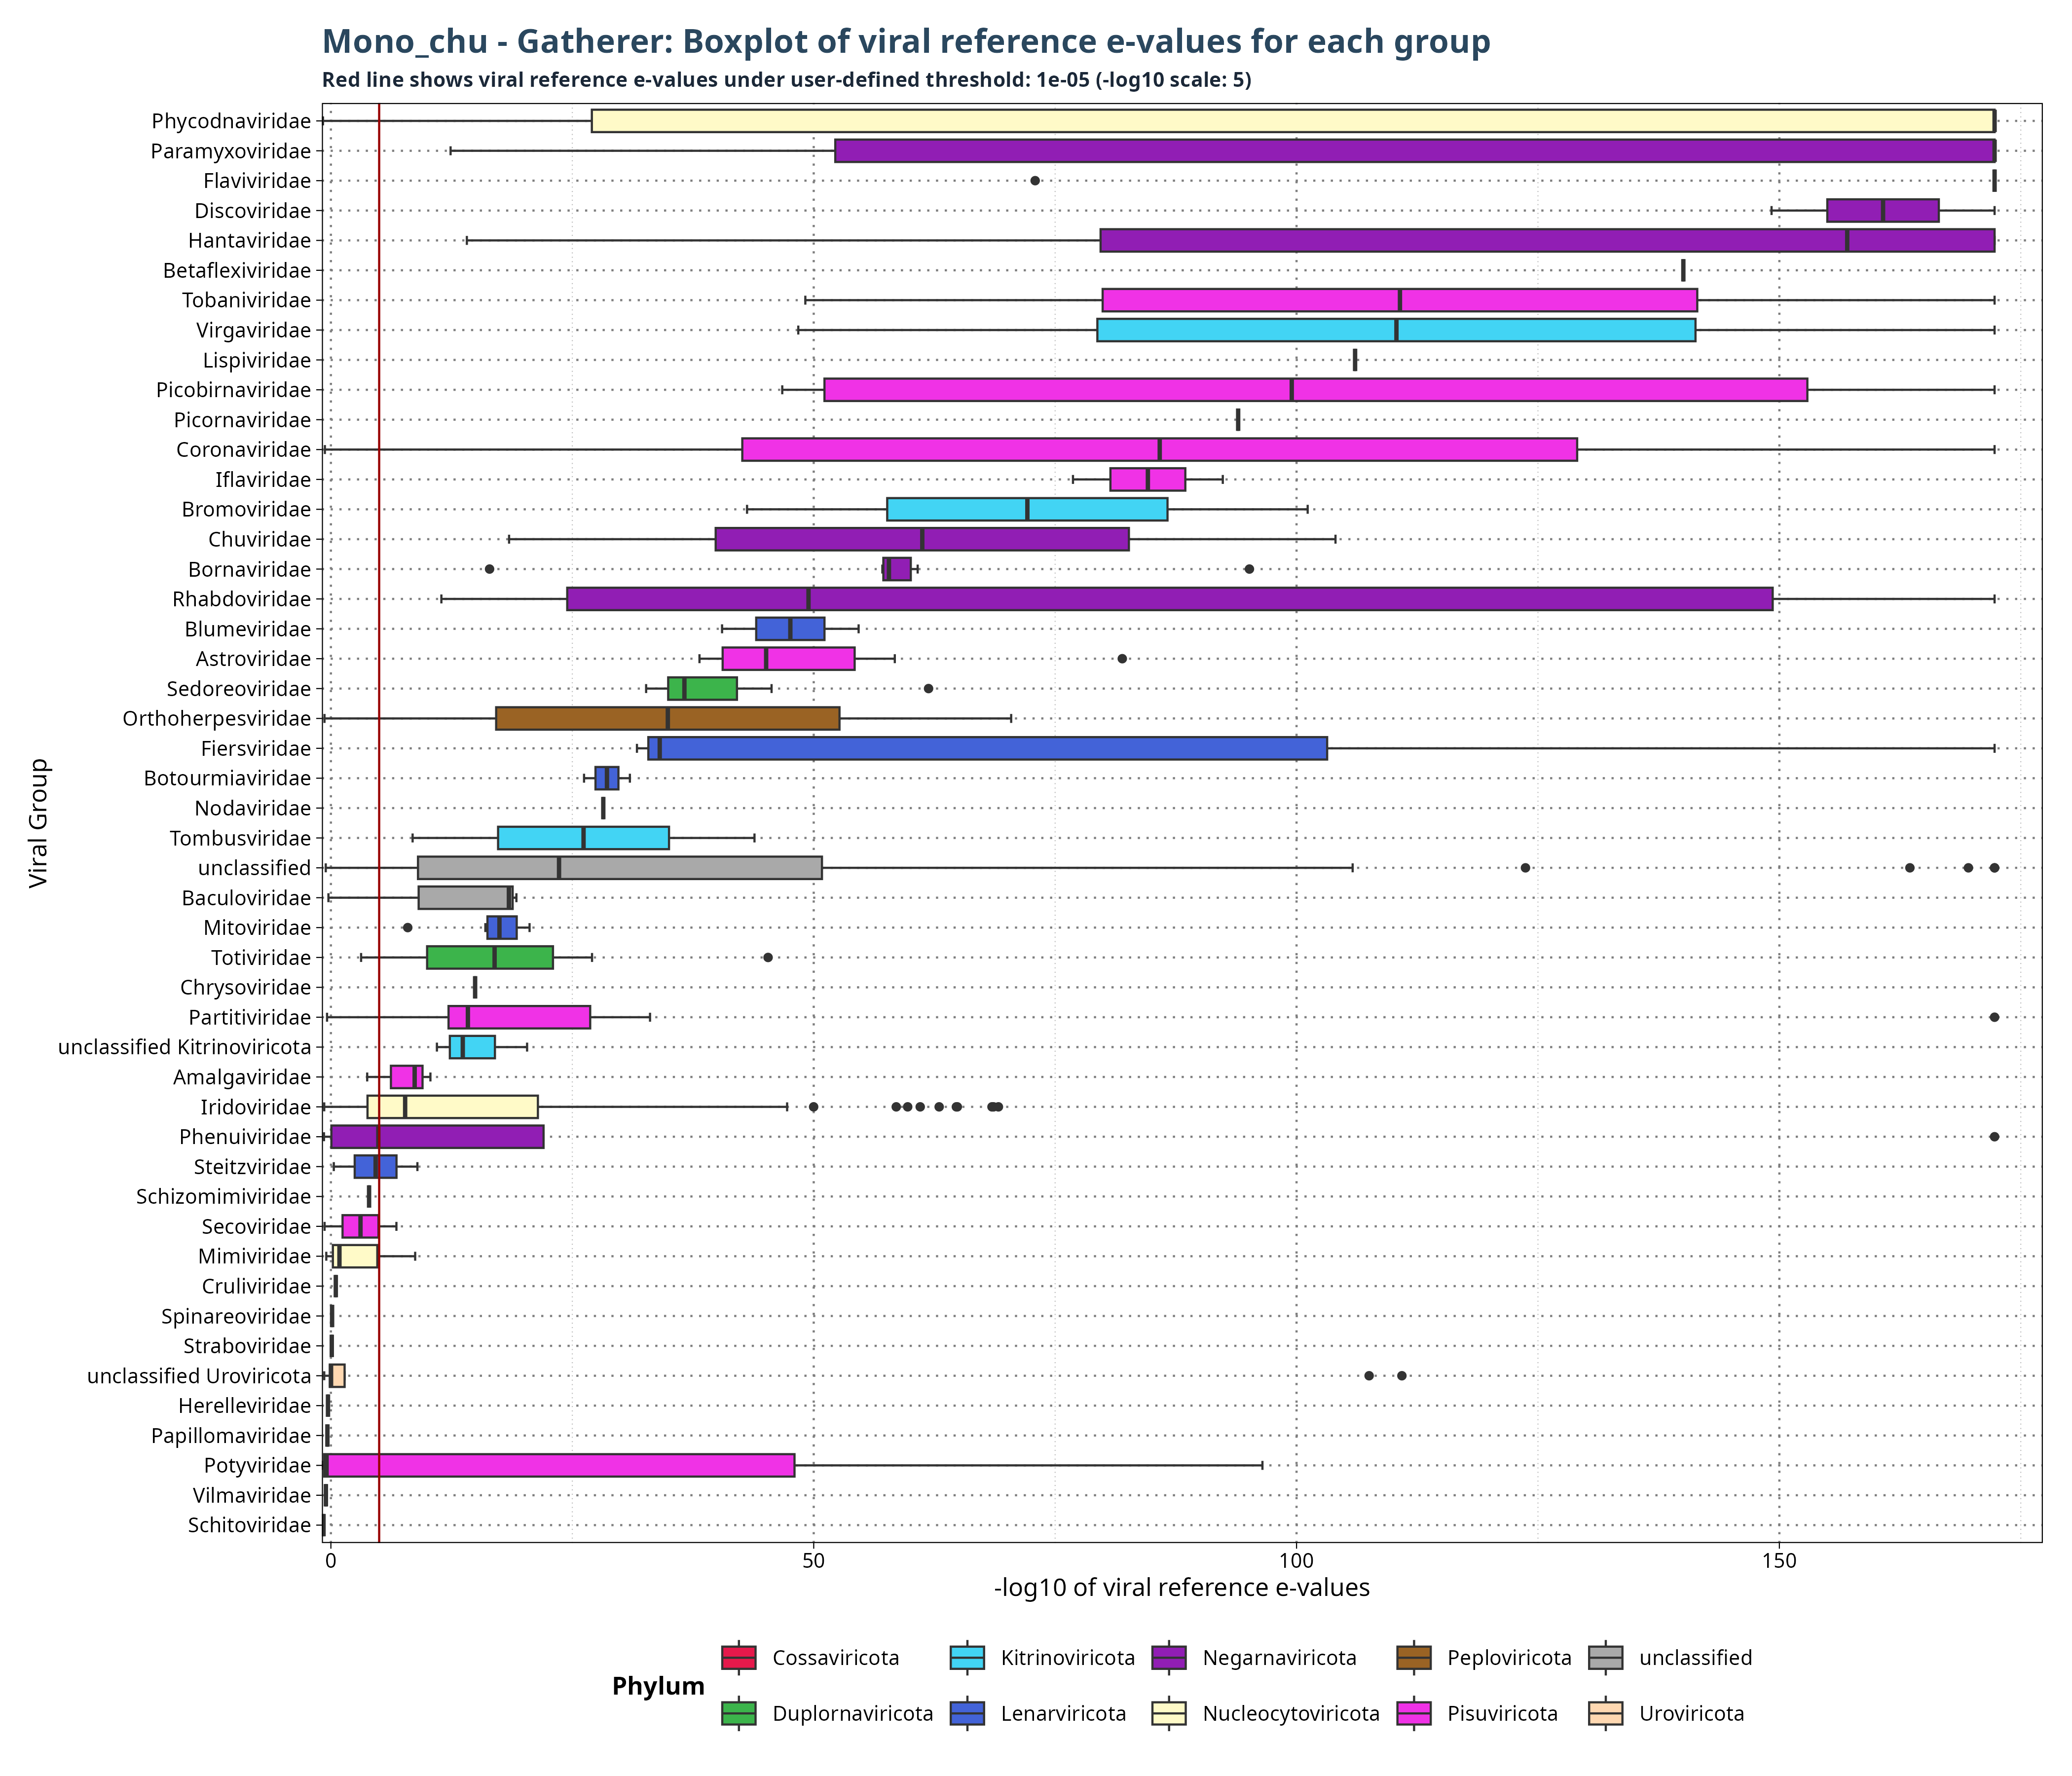 Mono_chu - Gatherer: Boxplot of viral reference e-values for each group
Red line shows viral reference e-values under user-defined threshold: 1e-05 (-log10 scale: 5)
Viral Group
Phycodnaviridae
Paramyxoviridae
Flaviviridae
Discoviridae
Hantaviridae
Betaflexiviridae
Tobaniviridae
Virgaviridae
Lispiviridae
Picobirnaviridae
Picornaviridae
Coronaviridae
Iflaviridae
Bromoviridae
Chuviridae
Bornaviridae
Rhabdoviridae
Blumeviridae
Astroviridae
Sedoreoviridae
Orthoherpesviridae
Fiersviridae
Botourmiaviridae
Nodaviridae
Tombusviridae
unclassified
Baculoviridae
Mitoviridae
Totiviridae
Chrysoviridae
Partitiviridae
unclassified Kitrinoviricota
Amalgaviridae
Iridoviridae
Phenuiviridae
Steitzviridae
Schizomimiviridae
Secoviridae
Mimiviridae
Cruliviridae
Spinareoviridae
Straboviridae
unclassified Uroviricota
Herelleviridae
Papillomaviridae
Potyviridae
Vilmaviridae
Schitoviridae
0 50 100 150
-log10 of viral reference e-values
Phylum
Cossaviricota Kitrinoviricota Negarnaviricota Peploviricota unclassified
Duplornaviricota Lenarviricota Nucleocytoviricota Pisuviricota Uroviricota